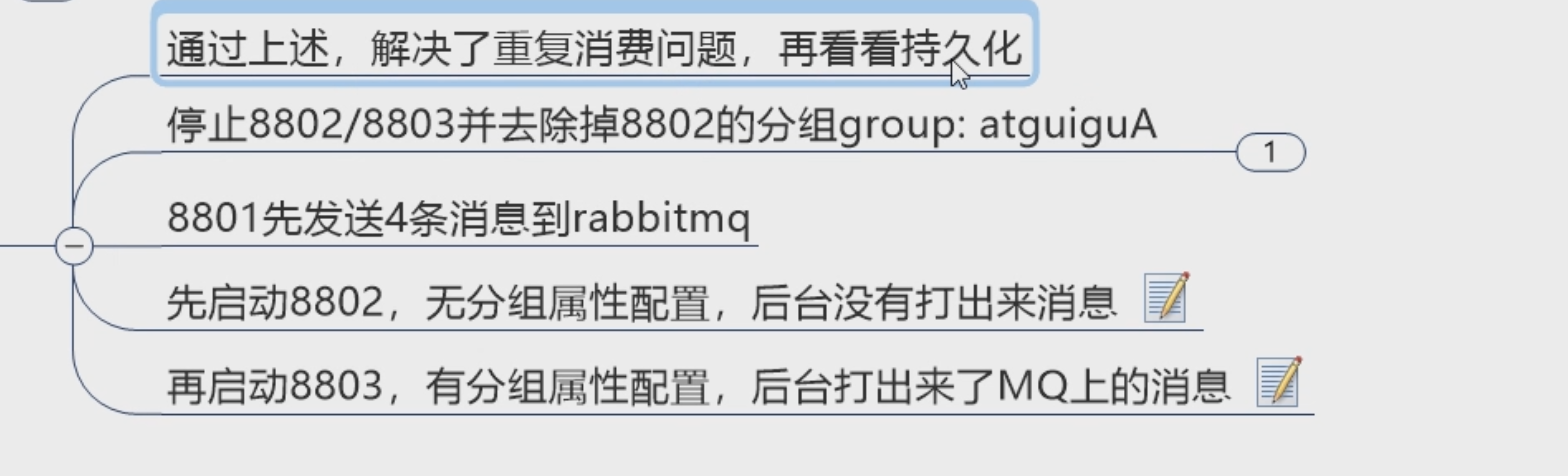 通过上述，解决了重复消费问题，再看看持久化
停止8802/8803并去除掉8802的分组group: atguiguA
1
8801先发送4条消息到rabbitmq
先启动8802，无分组属性配置，后台没有打出来消息
再启动8803，有分组属性配置，后台打出来了MQ上的消息